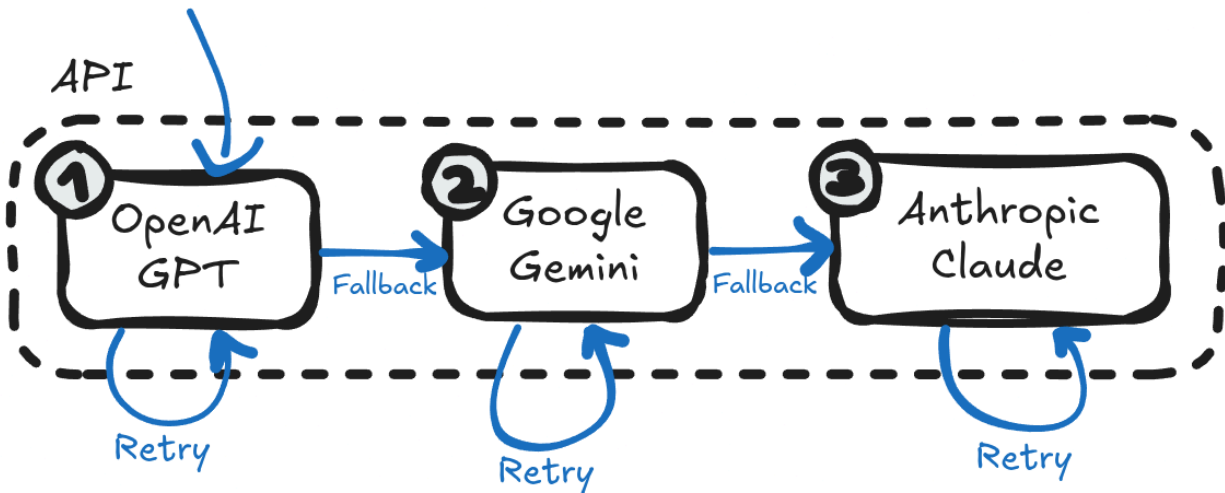 API
1
OpenAI
GPT
Fallback
2
Google
Gemini
Fallback
3
Anthropic
Claude
Retry
Retry
Retry